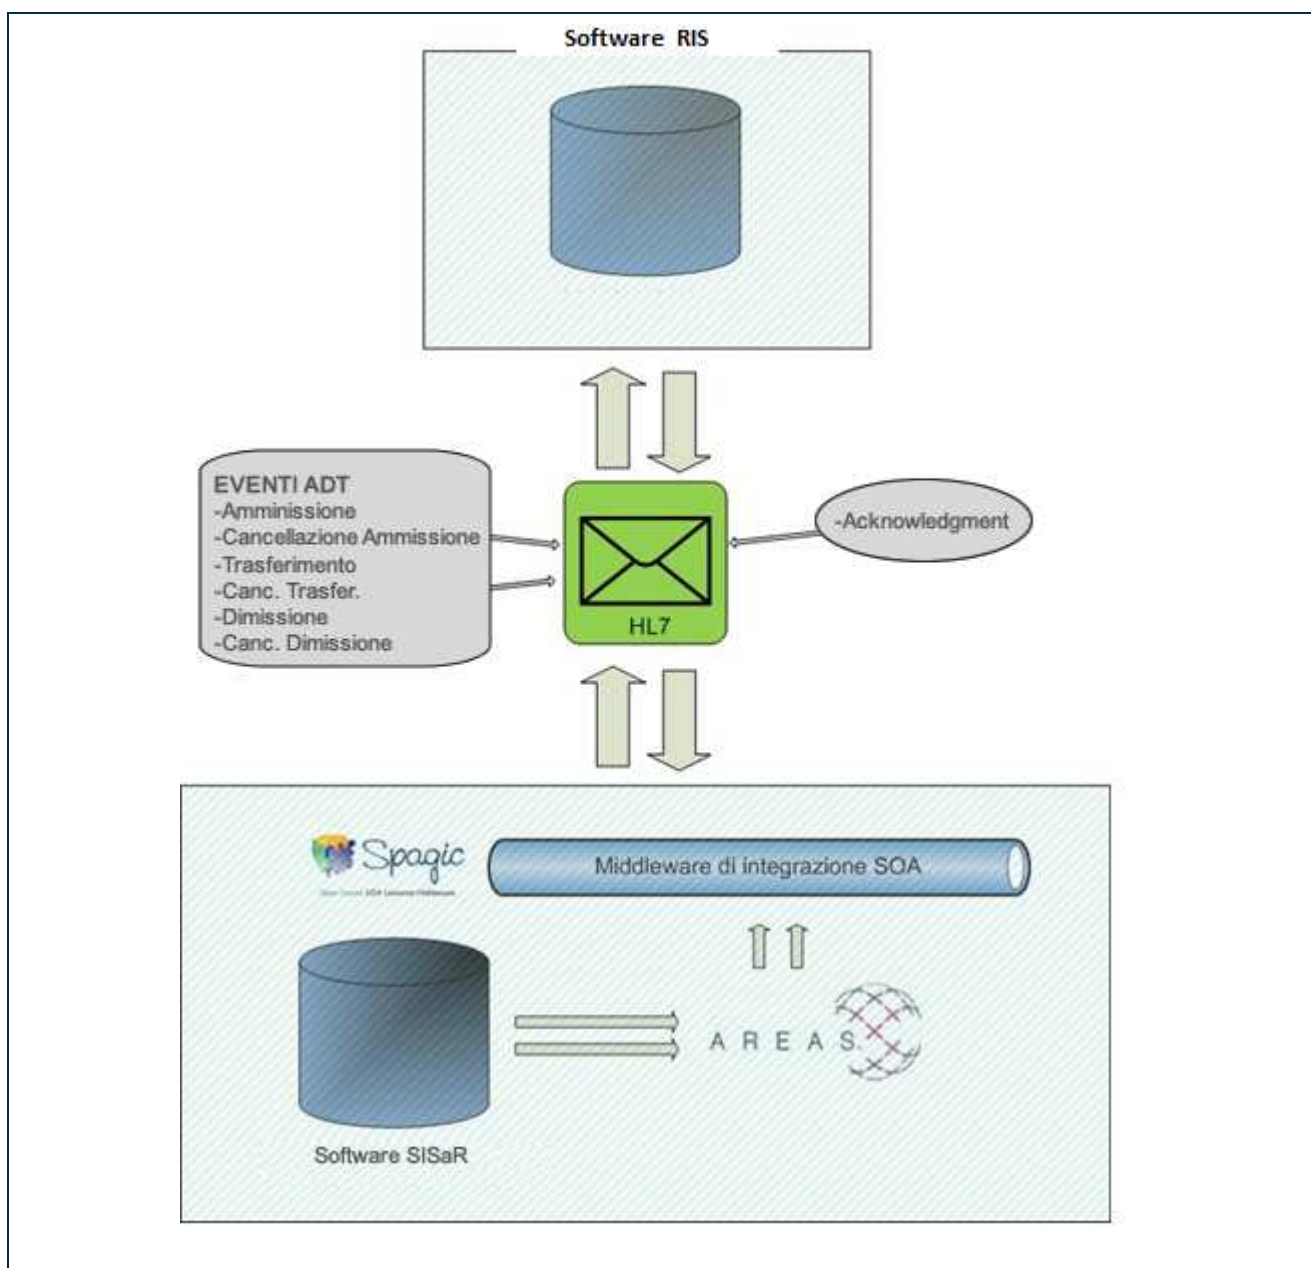 Software RIS
EVENTI ADT
-Amminissione
-Cancellazione Ammissione
-Trasferimento
-Canc. Trasfer.
-Dimissione
-Canc. Dimissione
-Acknowledgment
HL7
Spagic
Middleware di integrazione SOA
A R E A S.
Software SISaR